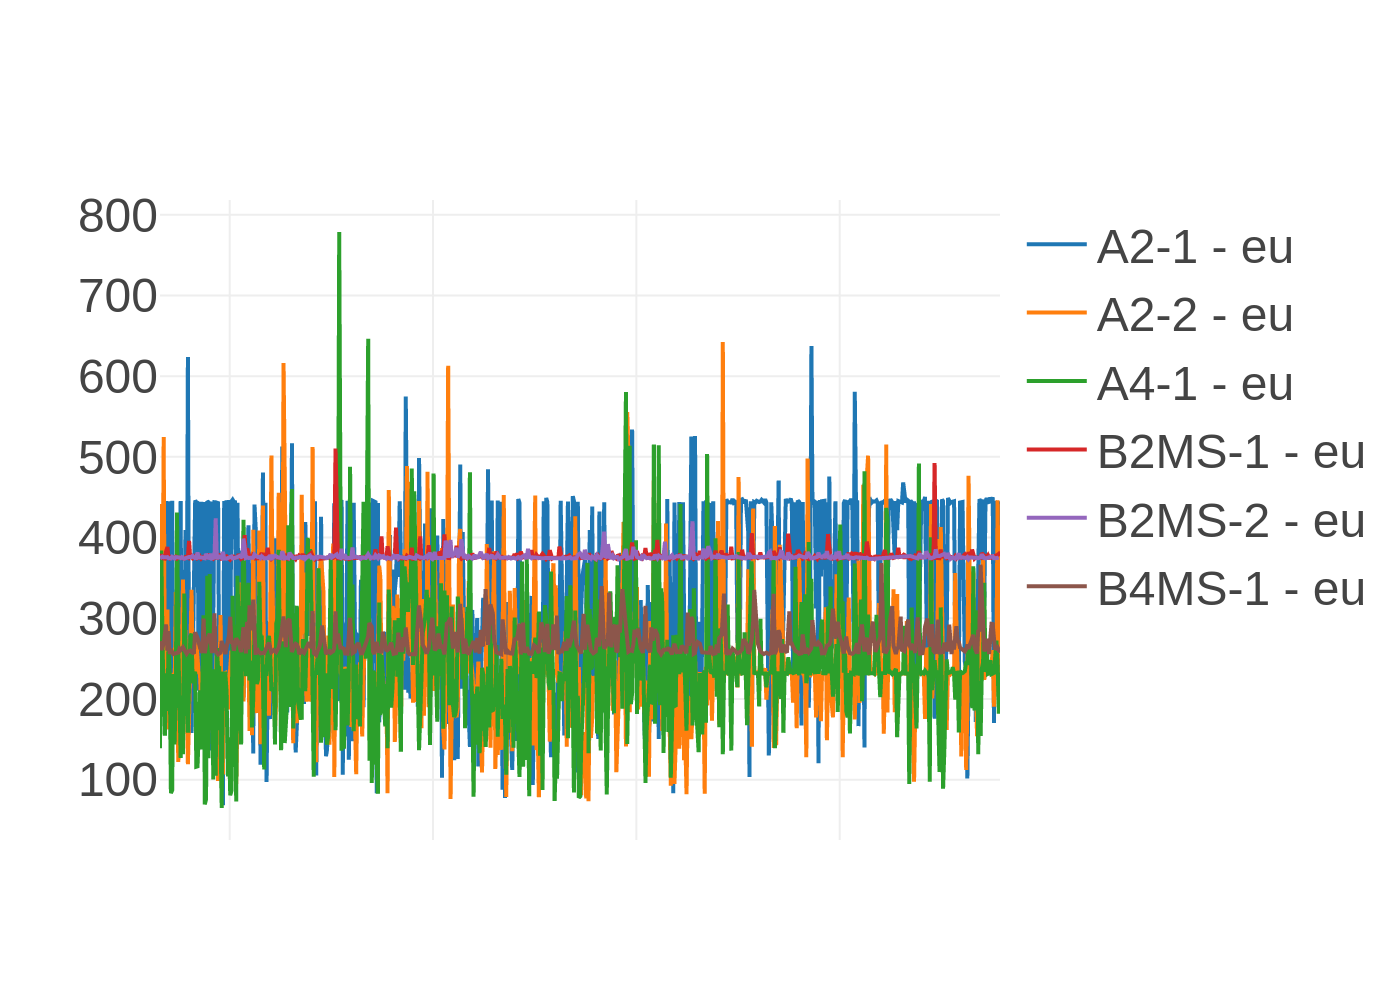 800
700
600
500
400
300
200
100
A2-1 - eu
A2-2 - eu
A4-1 - eu
B2MS-1 - eu
B2MS-2 - eu
B4MS-1 - eu